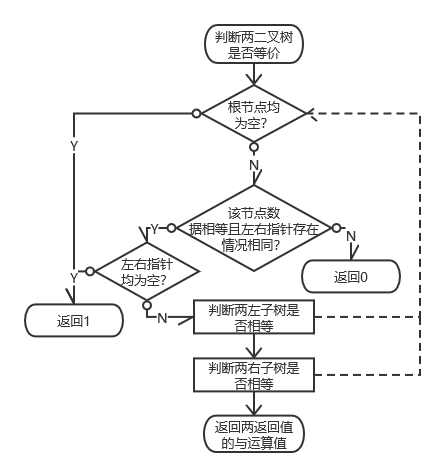 判断两二叉树
是否等价
根节点均
为空?
Y
N
该节点数
据相等且左右指针存在
情况相同?
Y
N
左右指针
均为空?
Y
返回0
返回1
N
判断两左子树是
否相等
判断两右子树是
否相等
返回两返回值
的与运算值